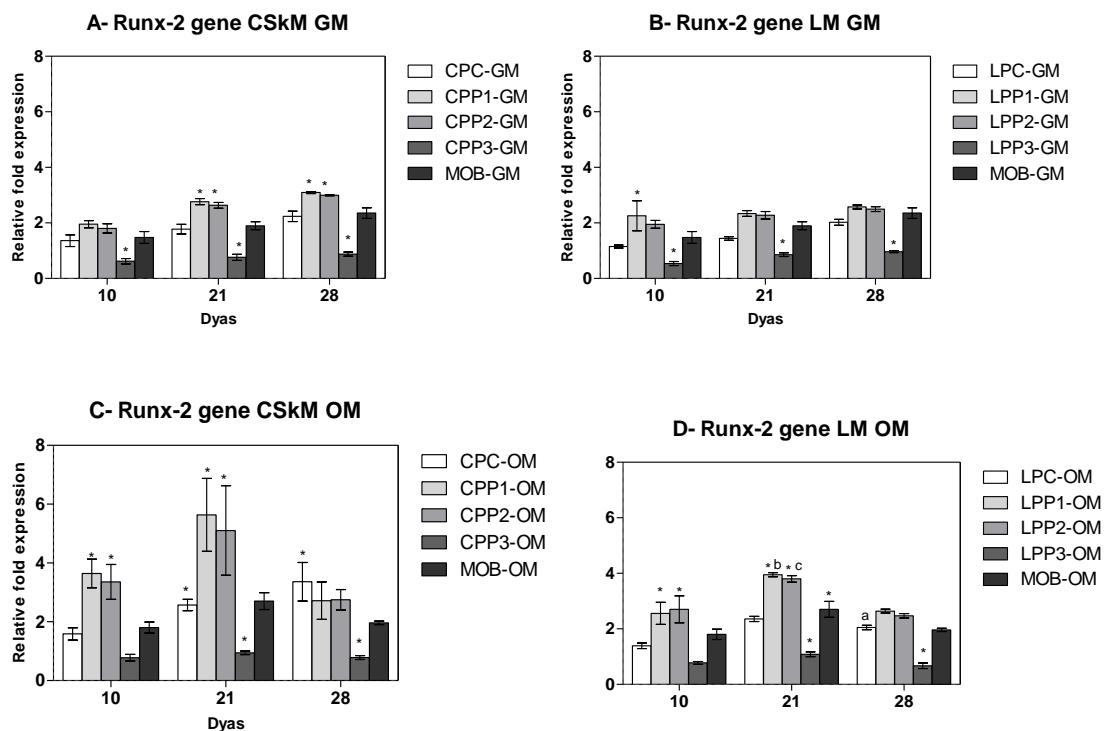 A- Runx-2 gene CSkM GM
Relative fold expression
8
6
4
2
0
* *
*
* *
*
*
10 21 28
Dyas
CPC-GM
CPP1-GM
CPP2-GM
CPP3-GM
MOB-GM
B- Runx-2 gene LM GM
Relative fold expression
8
6
4
2
0
*
*
*
*
10 21 28
Dyas
LPC-GM
LPP1-GM
LPP2-GM
LPP3-GM
MOB-GM
C- Runx-2 gene CSkM OM
Relative fold expression
8
6
4
2
0
* *
* *
*
*
*
*
10 21 28
Dyas
CPC-OM
CPP1-OM
CPP2-OM
CPP3-OM
MOB-OM
D- Runx-2 gene LM OM
8
6
4
2
0
* *
* b * c
*
*
a
*
10 21 28
LPC-OM
LPP1-OM
LPP2-OM
LPP3-OM
MOB-OM